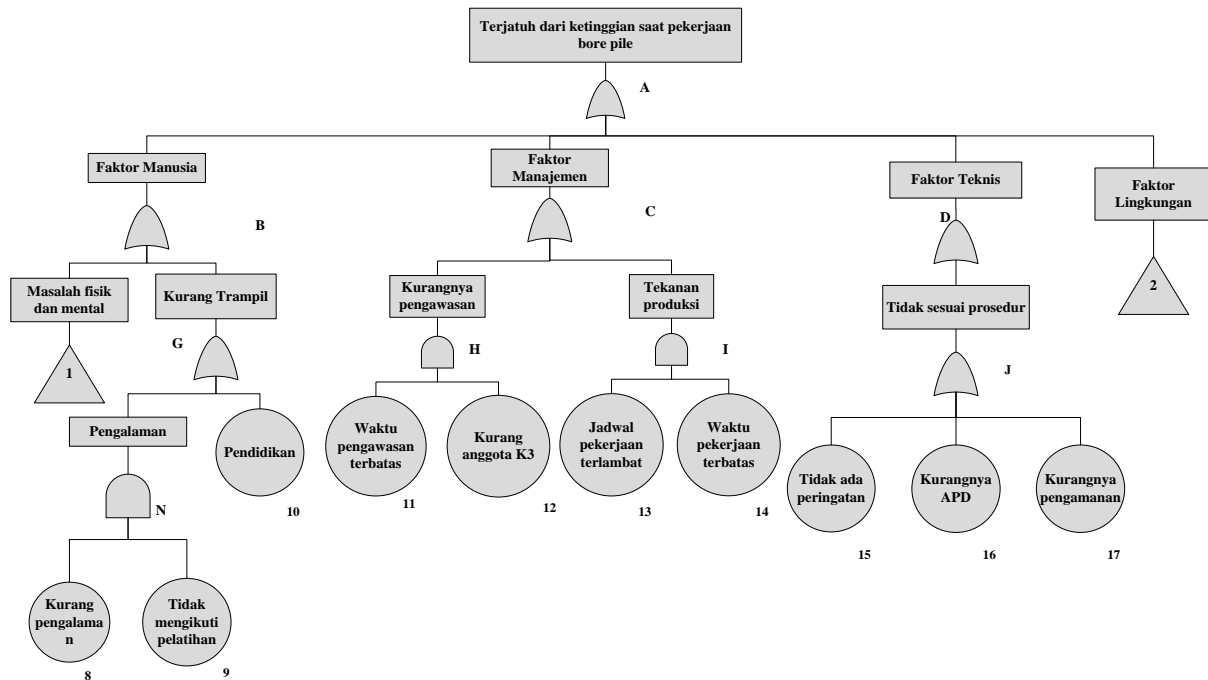 Terjatuh dari ketinggian saat pekerjaan
bore pile
A
Faktor Manusia
Faktor
Manajemen
Faktor Teknis
Faktor
Lingkungan
B
C
D
2
Masalah fisik
dan mental
Kurang Trampil
Kurangnya
pengawasan
Tekanan
produksi
Tidak sesuai prosedur
1
G
H
I
J
Pengalaman
Pendidikan
10
Waktu
pengawasan
terbatas
11
Kurang
anggota K3
12
Jadwal
pekerjaan
terlambat
13
Waktu
pekerjaan
terbatas
14
Tidak ada
peringatan
15
Kurangnya
APD
16
Kurangnya
pengamanan
17
N
Kurang
pengalama
n
8
Tidak
mengikuti
pelatihan
9